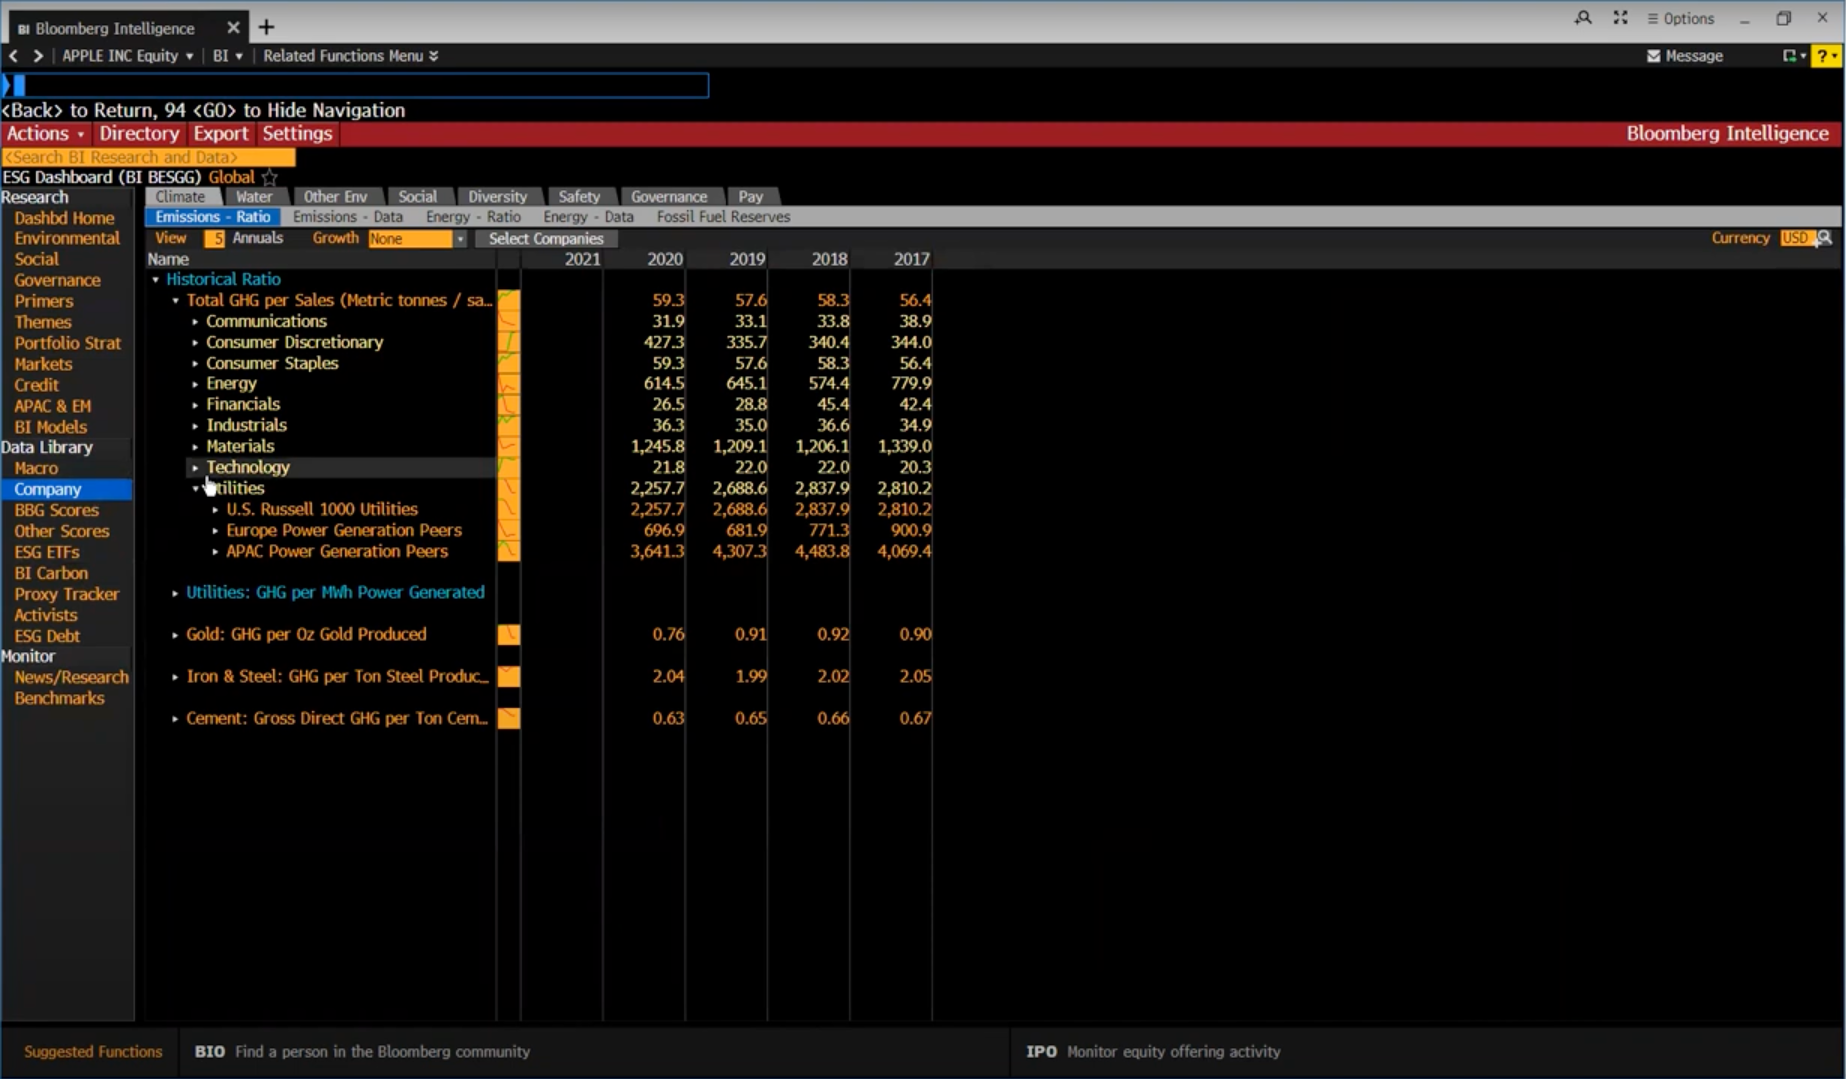 BI Bloomberg Intelligence
Options
APPLE INC Equity BI Related Functions Menu
Message
?
<Back> to Return, 94 <GO> to Hide Navigation
Actions Directory Export Settings Bloomberg Intelligence
<Search BI Research and Data>
ESG Dashboard (BI BESGG) Global
Research
Dashbd Home
Environmental
Social
Governance
Primers
Themes
Portfolio Strat
Markets
Credit
APAC & EM
BI Models
Data Library
Macro
Company
BBG Scores
Other Scores
ESG ETFs
BI Carbon
Proxy Tracker
Activists
ESG Debt
Monitor
News/Research
Benchmarks
Climate Water Other Env Social Diversity Safety Governance Pay
Emissions - Ratio Emissions - Data Energy - Ratio Energy - Data Fossil Fuel Reserves
View 5 Annuals Growth None Select Companies Currency USD
Name 2021 2020 2019 2018 2017
Historical Ratio
Total GHG per Sales (Metric tonnes / sa... 59.3 57.6 58.3 56.4
Communications 31.9 33.1 33.8 38.9
Consumer Discretionary 427.3 335.7 340.4 344.0
Consumer Staples 59.3 57.6 58.3 56.4
Energy 614.5 645.1 574.4 779.9
Financials 26.5 28.8 45.4 42.4
Industrials 36.3 35.0 36.6 34.9
Materials 1,245.8 1,209.1 1,206.1 1,339.0
Technology 21.8 22.0 22.0 20.3
tilities 2,257.7 2,688.6 2,837.9 2,810.2
U.S. Russell 1000 Utilities 2,257.7 2,688.6 2,837.9 2,810.2
Europe Power Generation Peers 696.9 681.9 771.3 900.9
APAC Power Generation Peers 3,641.3 4,307.3 4,483.8 4,069.4
Utilities: GHG per MWh Power Generated
Gold: GHG per Oz Gold Produced 0.76 0.91 0.92 0.90
Iron & Steel: GHG per Ton Steel Produc... 2.04 1.99 2.02 2.05
Cement: Gross Direct GHG per Ton Cem... 0.63 0.65 0.66 0.67
Suggested Functions BIO Find a person in the Bloomberg community IPO Monitor equity offering activity